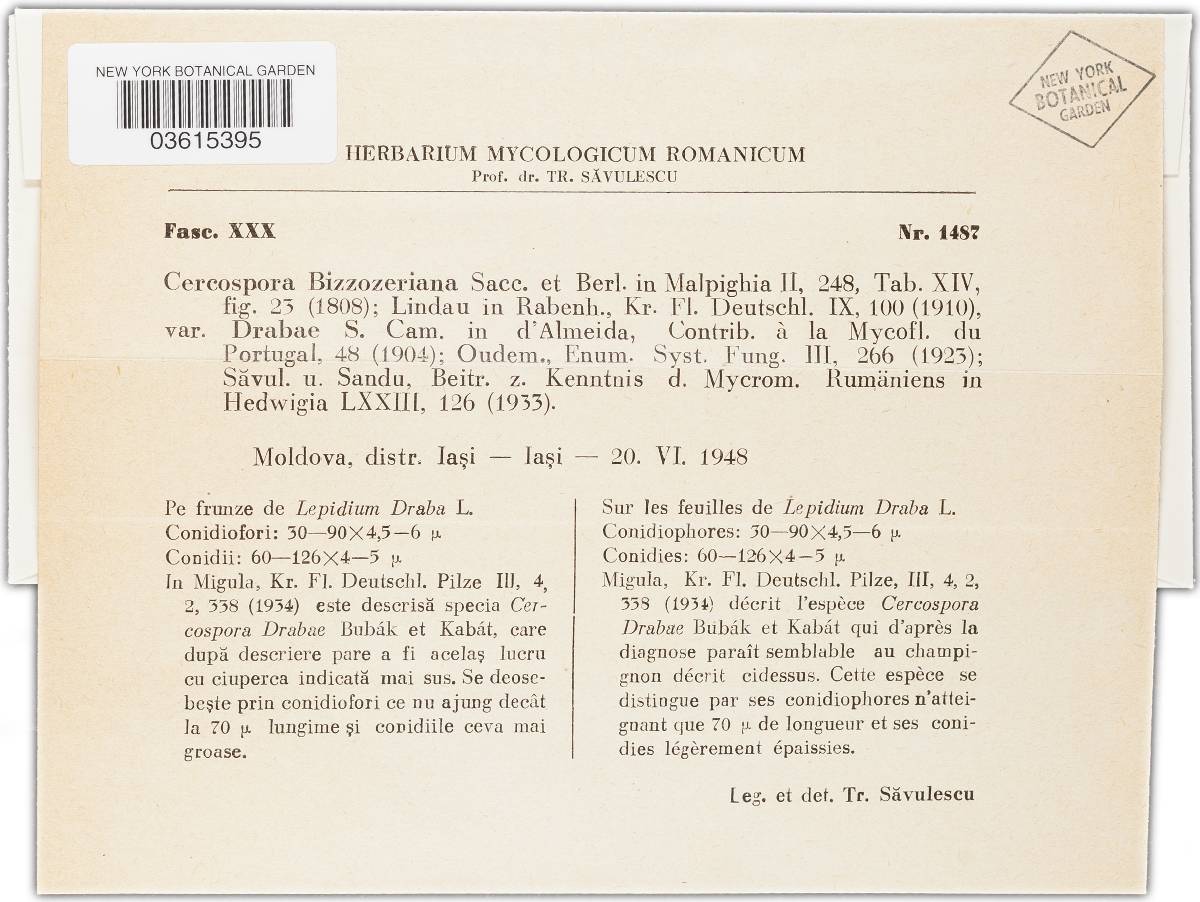 NEW YORK BOTANICAL GARDEN
03615395
NEW YORK
BOTANICAL
GARDEN
HERBARIUM MYCOLOGICUM ROMANICUM
Prof. dr. TR. SĂVULESCU
Fasc. XXX Nr. 1487
Cercospora Bizzozeriana Sacc. et Berl. in Malpighia II, 248, Tab. XIV,
fig. 23 (1808); Lindau in Rabenh., Kr. Fl. Deutschl. IX, 100 (1910),
var. Drabae S. Cam. in d'Almeida, Contrib. à la Mycofl. du
Portugal, 48 (1904); Oudem., Enum. Syst. Fung. III, 266 (1923);
Săvul. u. Sandu, Beitr. z. Kenntnis d. Mycrom. Rumäniens in
Hedwigia LXXIII, 126 (1933).
Moldova, distr. Iași — Iași — 20. VI. 1948
Pe frunze de Lepidium Draba L.
Conidiofori: 30—90×4,5—6 µ
Conidii: 60—126×4—5 µ
In Migula, Kr. Fl. Deutschl. Pilze III, 4,
2, 338 (1934) este descrisă specia Cer-
cospora Drabae Bubák et Kabát, care
după descriere pare a fi acelaș lucru
cu ciuperca indicată mai sus. Se deose-
bește prin conidiofori ce nu ajung decât
la 70 µ lungime și conidiile ceva mai
groase.
Sur les feuilles de Lepidium Draba L.
Conidiophores: 30—90×4,5—6 µ
Conidies: 60—126×4—5 µ
Migula, Kr. Fl. Deutschl. Pilze, III, 4, 2,
338 (1934) décrit l'espèce Cercospora
Drabae Bubák et Kabát qui d'après la
diagnose paraît semblable au champi-
gnon décrit cidessus. Cette espèce se
distingue par ses conidiophores n'attei-
gnant que 70 µ de longueur et ses coni-
dies légèrement épaissies.
Leg. et det. Tr. Săvulescu